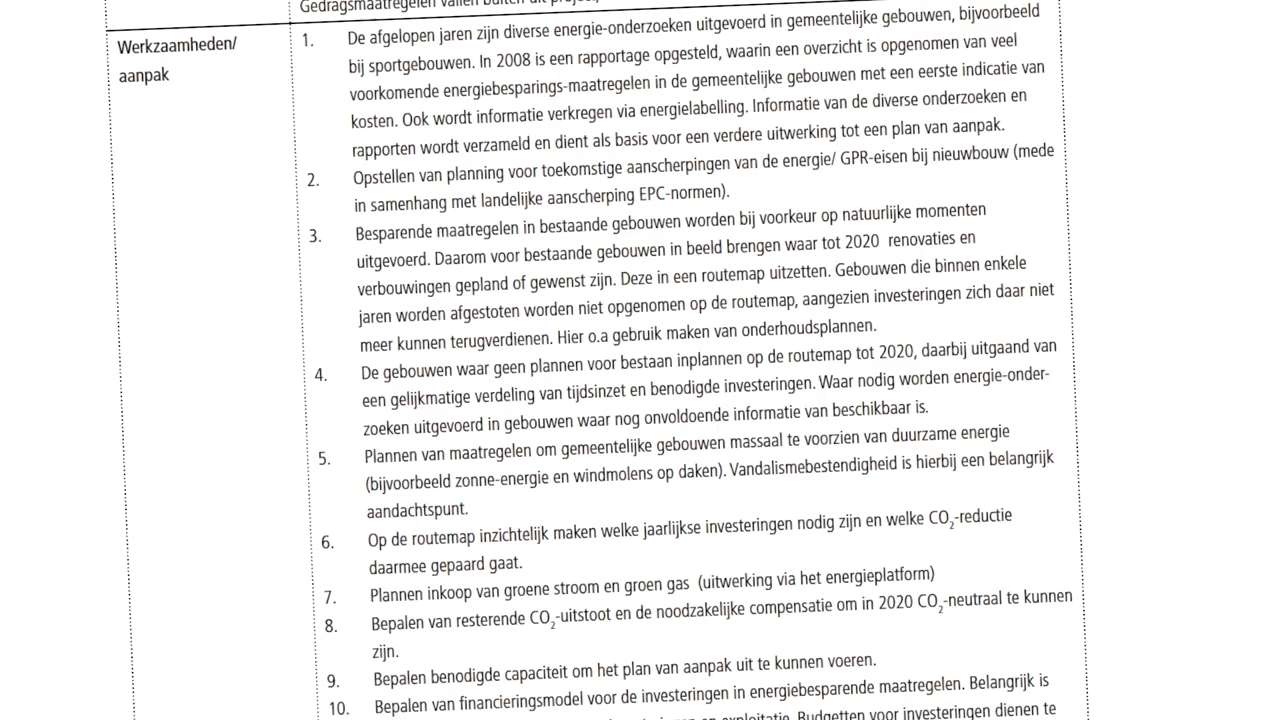 Gedragsmaatregelen vallen buiten dit project,
Werkzaamheden/
aanpak
1. De afgelopen jaren zijn diverse energie-onderzoeken uitgevoerd in gemeentelijke gebouwen, bijvoorbeeld
bij sportgebouwen. In 2008 is een rapportage opgesteld, waarin een overzicht is opgenomen van veel
voorkomende energiebesparings-maatregelen in de gemeentelijke gebouwen met een eerste indicatie van
kosten. Ook wordt informatie verkregen via energielabelling. Informatie van de diverse onderzoeken en
rapporten wordt verzameld en dient als basis voor een verdere uitwerking tot een plan van aanpak.
2. Opstellen van planning voor toekomstige aanscherpingen van de energie/ GPR-eisen bij nieuwbouw (mede
in samenhang met landelijke aanscherping EPC-normen).
3. Besparende maatregelen in bestaande gebouwen worden bij voorkeur op natuurlijke momenten
uitgevoerd. Daarom voor bestaande gebouwen in beeld brengen waar tot 2020 renovaties en
verbouwingen gepland of gewenst zijn. Deze in een routemap uitzetten. Gebouwen die binnen enkele
jaren worden afgestoten worden niet opgenomen op de routemap, aangezien investeringen zich daar niet
meer kunnen terugverdienen. Hier o.a gebruik maken van onderhoudsplannen.
4. De gebouwen waar geen plannen voor bestaan inplannen op de routemap tot 2020, daarbij uitgaand van
een gelijkmatige verdeling van tijdsinzet en benodigde investeringen. Waar nodig worden energie-onder-
zoeken uitgevoerd in gebouwen waar nog onvoldoende informatie van beschikbaar is.
5. Plannen van maatregelen om gemeentelijke gebouwen massaal te voorzien van duurzame energie
(bijvoorbeeld zonne-energie en windmolens op daken). Vandalismebestendigheid is hierbij een belangrijk
aandachtspunt.
6. Op de routemap inzichtelijk maken welke jaarlijkse investeringen nodig zijn en welke CO₂-reductie
daarmee gepaard gaat.
7. Plannen inkoop van groene stroom en groen gas (uitwerking via het energieplatform)
8. Bepalen van resterende CO₂-uitstoot en de noodzakelijke compensatie om in 2020 CO₂-neutraal te kunnen
zijn.
9. Bepalen benodigde capaciteit om het plan van aanpak uit te kunnen voeren.
10. Bepalen van financieringsmodel voor de investeringen in energiebesparende maatregelen. Belangrijk is
en exploitatie. Budgetten voor investeringen dienen te